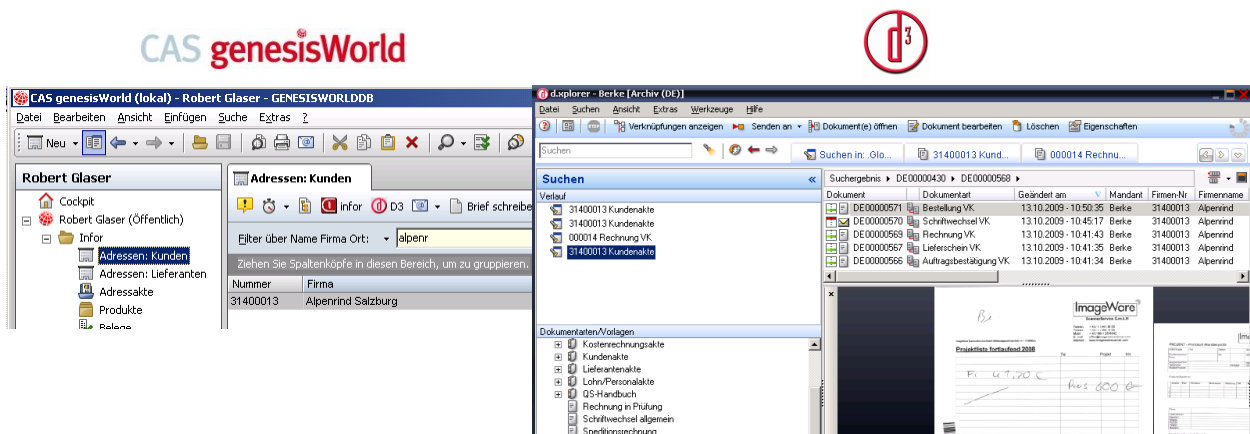 CAS genesisWorld
d3
CAS genesisWorld (lokal) - Robert Glaser - GENESISWORLDDB
Datei Bearbeiten Ansicht Einfügen Suche Extras ?
Neu
Robert Glaser
Cockpit
Robert Glaser (Öffentlich)
Infor
Adressen: Kunden
Adressen: Lieferanten
Adressakte
Produkte
Belege
Adressen: Kunden
infor D3 Brief schreibe
Filter über Name Firma Ort: alpenr
Ziehen Sie Spaltenköpfe in diesen Bereich, um zu gruppieren.
Nummer Firma
31400013 Alpenrind Salzburg
d.xplorer - Berke [Archiv (DE)]
Datei Suchen Ansicht Extras Werkzeuge Hilfe
Verknüpfungen anzeigen Senden an Dokument(e) öffnen Dokument bearbeiten Löschen Eigenschaften
Suchen
Suchen in: .Glo... 31400013 Kund... 000014 Rechnu...
Suchen
Verlauf
31400013 Kundenakte
31400013 Kundenakte
000014 Rechnung VK
31400013 Kundenakte
Dokumentarten/Vorlagen
Kostenrechnungsakte
Kundenakte
Lieferantenakte
Lohn/Personalakte
QS-Handbuch
Rechnung in Prüfung
Schriftwechsel allgemein
Speditionsrechnung
Suchergebnis DE00000430 DE00000568
Dokument Dokumentart Geändert am Mandant Firmen-Nr Firmenname
DE00000571 Bestellung VK 13.10.2009 - 10:50:35 Berke 31400013 Alpenrind
DE00000570 Schriftwechsel VK 13.10.2009 - 10:45:17 Berke 31400013 Alpenrind
DE00000569 Rechnung VK 13.10.2009 - 10:41:43 Berke 31400013 Alpenrind
DE00000567 Lieferschein VK 13.10.2009 - 10:41:35 Berke 31400013 Alpenrind
DE00000566 Auftragsbestätigung VK 13.10.2009 - 10:41:34 Berke 31400013 Alpenrind
ImageWare
Projektliste fortlaufend 2008